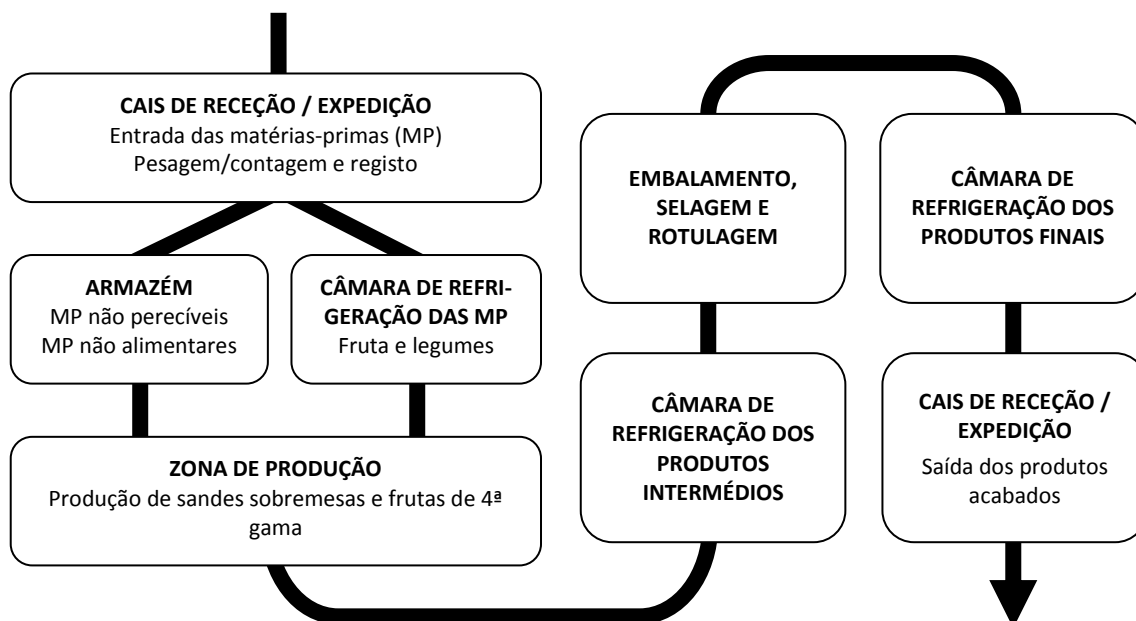 CAIS DE RECEÇÃO / EXPEDIÇÃO
Entrada das matérias-primas (MP)
Pesagem/contagem e registo
ARMAZÉM
MP não perecíveis
MP não alimentares
CÂMARA DE REFRI-
GERAÇÃO DAS MP
Fruta e legumes
ZONA DE PRODUÇÃO
Produção de sandes sobremesas e frutas de 4ª
gama
CÂMARA DE
REFRIGERAÇÃO DOS
PRODUTOS
INTERMÉDIOS
EMBALAMENTO,
SELAGEM E
ROTULAGEM
CÂMARA DE
REFRIGERAÇÃO DOS
PRODUTOS FINAIS
CAIS DE RECEÇÃO /
EXPEDIÇÃO
Saída dos produtos
acabados